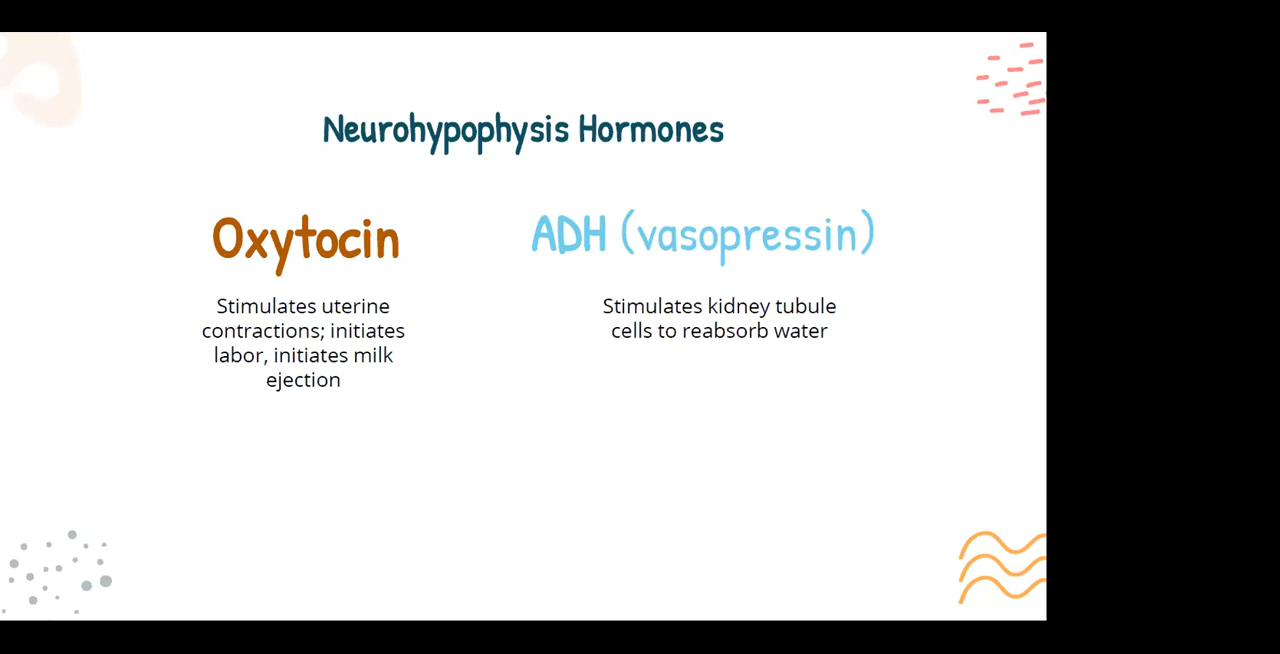 Neurohypophysis Hormones
Oxytocin
Stimulates uterine
contractions; initiates
labor, initiates milk
ejection
ADH (vasopressin)
Stimulates kidney tubule
cells to reabsorb water